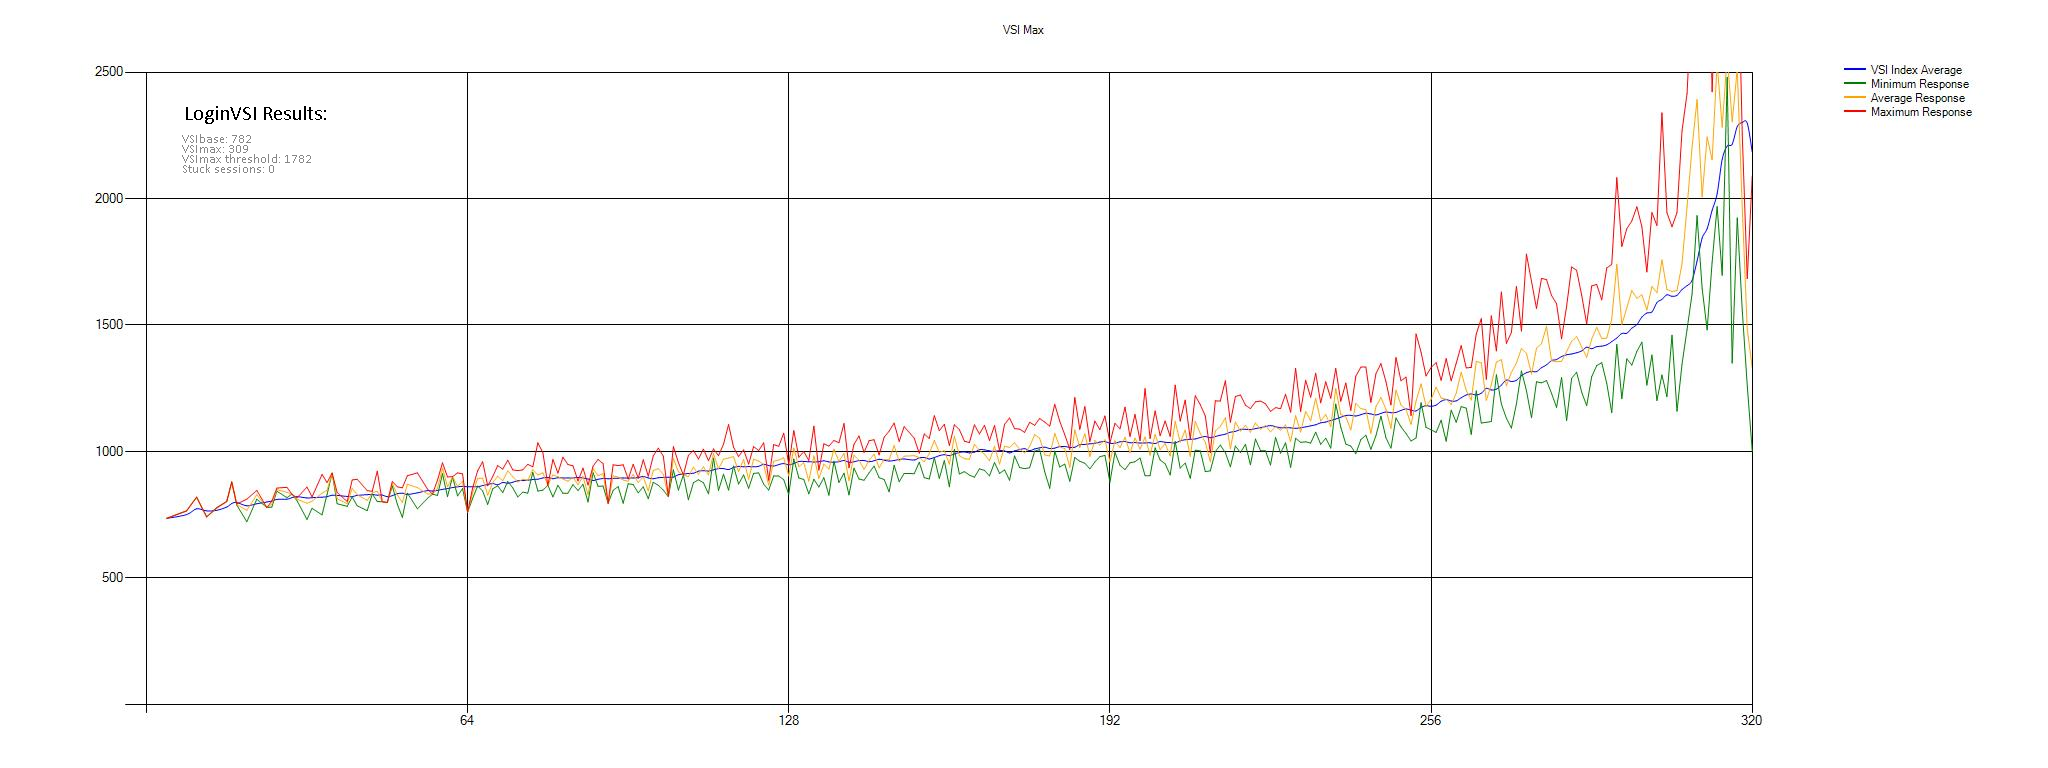 VSI Max
2500
2000
1500
1000
500
64
128
192
256
320
LoginVSI Results:
VSIbase: 782
VSImax: 309
VSImax threshold: 1782
Stuck sessions: 0
VSI Index Average
Minimum Response
Average Response
Maximum Response